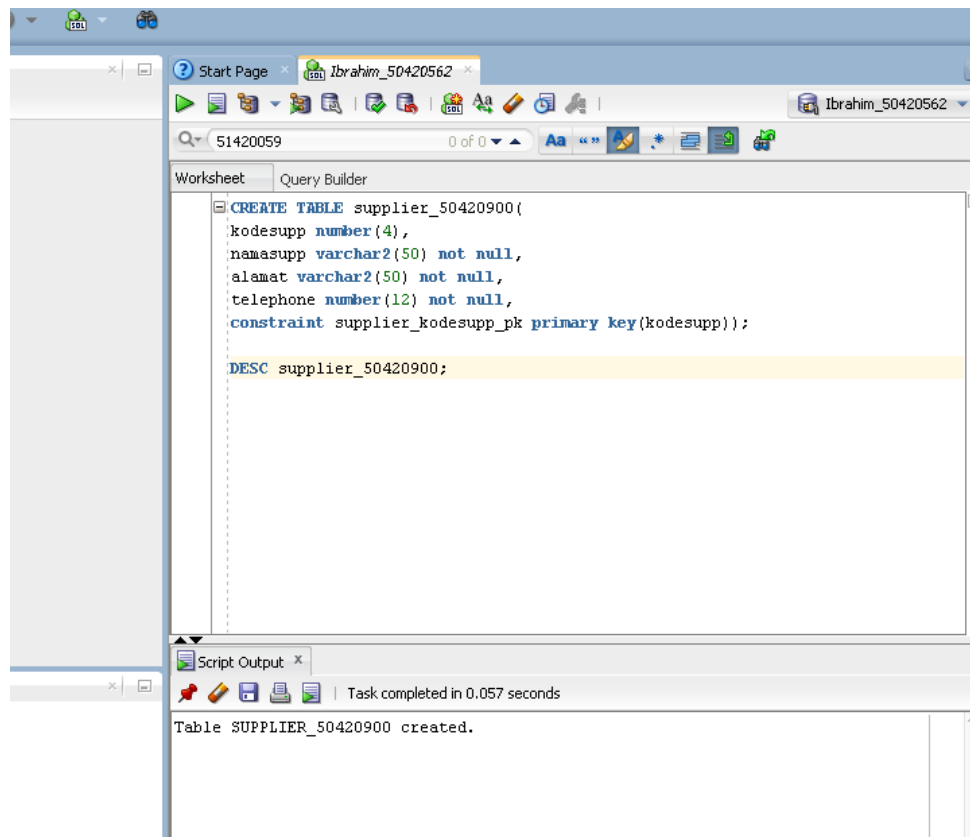 SQL
Start Page
Ibrahim_50420562
Ibrahim_50420562
51420059
0 of 0
Aa “” .*
Worksheet
Query Builder
CREATE TABLE supplier_50420900(
kodesupp number(4),
namasupp varchar2(50) not null,
alamat varchar2(50) not null,
telephone number(12) not null,
constraint supplier_kodesupp_pk primary key(kodesupp));
DESC supplier_50420900;
Script Output
Task completed in 0.057 seconds
Table SUPPLIER_50420900 created.